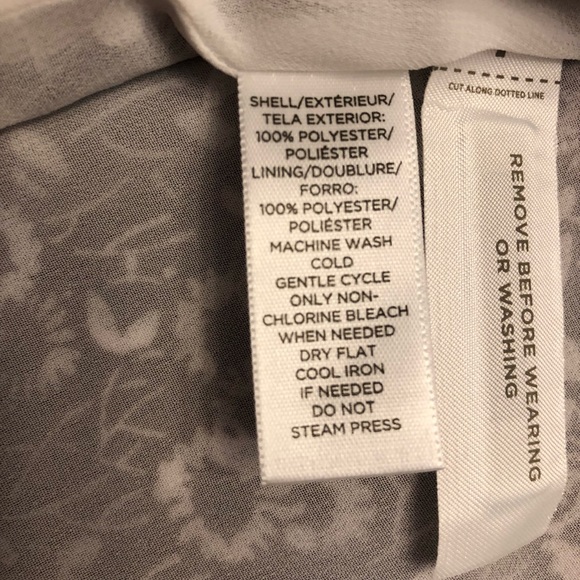 SHELL/EXTÉRIEUR/
TELA EXTERIOR:
100% POLYESTER/
POLIÉSTER
LINING/DOUBLURE/
FORRO:
100% POLYESTER/
POLIÉSTER
MACHINE WASH
COLD
GENTLE CYCLE
ONLY NON-
CHLORINE BLEACH
WHEN NEEDED
DRY FLAT
COOL IRON
IF NEEDED
DO NOT
STEAM PRESS
CUT ALONG DOTTED LINE
REMOVE BEFORE WEARING
OR WASHING